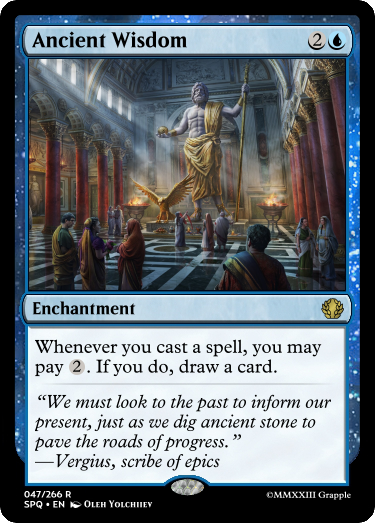 Ancient Wisdom 2
Enchantment
Whenever you cast a spell, you may
pay 2. If you do, draw a card.
“We must look to the past to inform our
present, just as we dig ancient stone to
pave the roads of progress.”
—Vergius, scribe of epics
047/266 R
SPQ • EN Oleh Yolchiiev
©MMXXIII Grapple